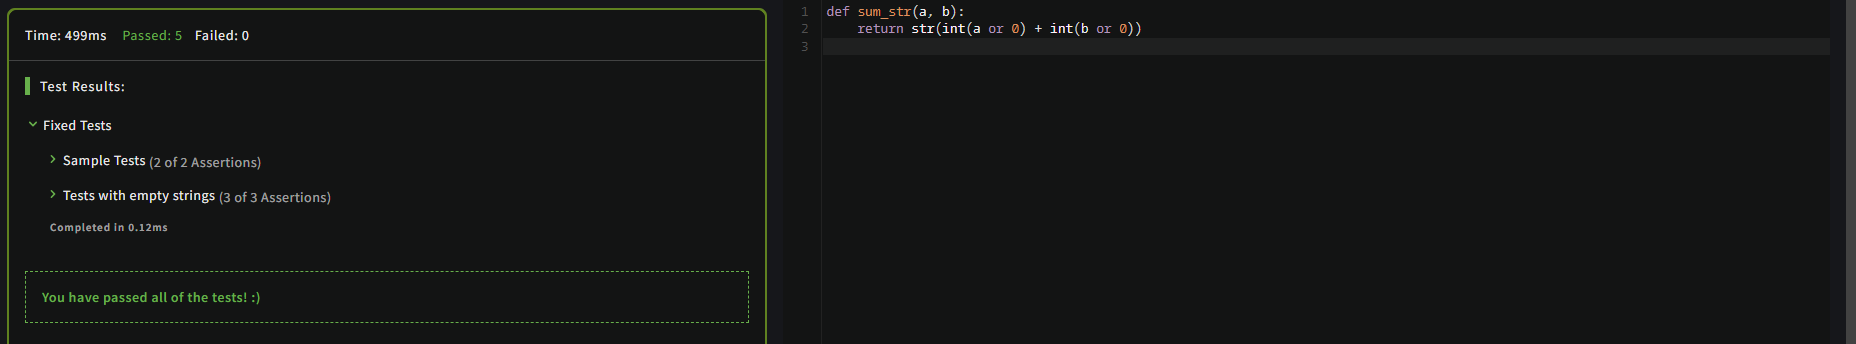 Time: 499ms Passed: 5 Failed: 0
Test Results:
Fixed Tests
Sample Tests (2 of 2 Assertions)
Tests with empty strings (3 of 3 Assertions)
Completed in 0.12ms
You have passed all of the tests! :)
1 def sum_str(a, b):
2     return str(int(a or 0) + int(b or 0))
3